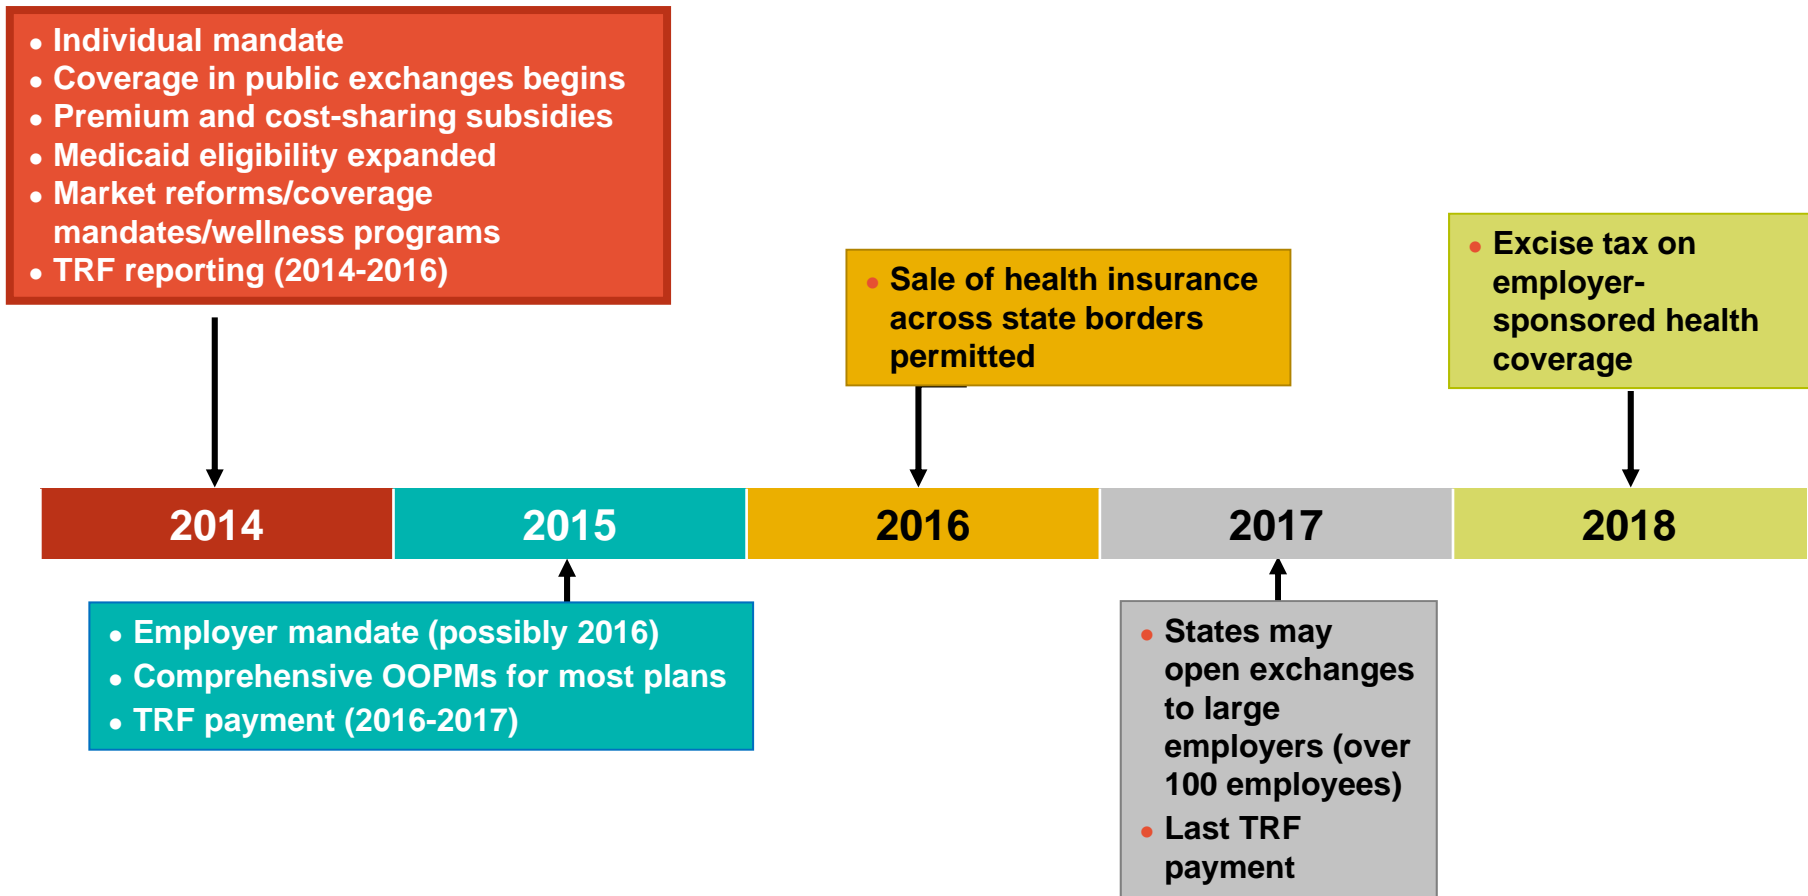 • Individual mandate
• Coverage in public exchanges begins
• Premium and cost-sharing subsidies
• Medicaid eligibility expanded
• Market reforms/coverage
mandates/wellness programs
• TRF reporting (2014-2016)
• Sale of health insurance
across state borders
permitted
• Excise tax on
employer-
sponsored health
coverage
2014
2015
2016
2017
2018
• Employer mandate (possibly 2016)
• Comprehensive OOPMs for most plans
• TRF payment (2016-2017)
• States may
open exchanges
to large
employers (over
100 employees)
• Last TRF
payment